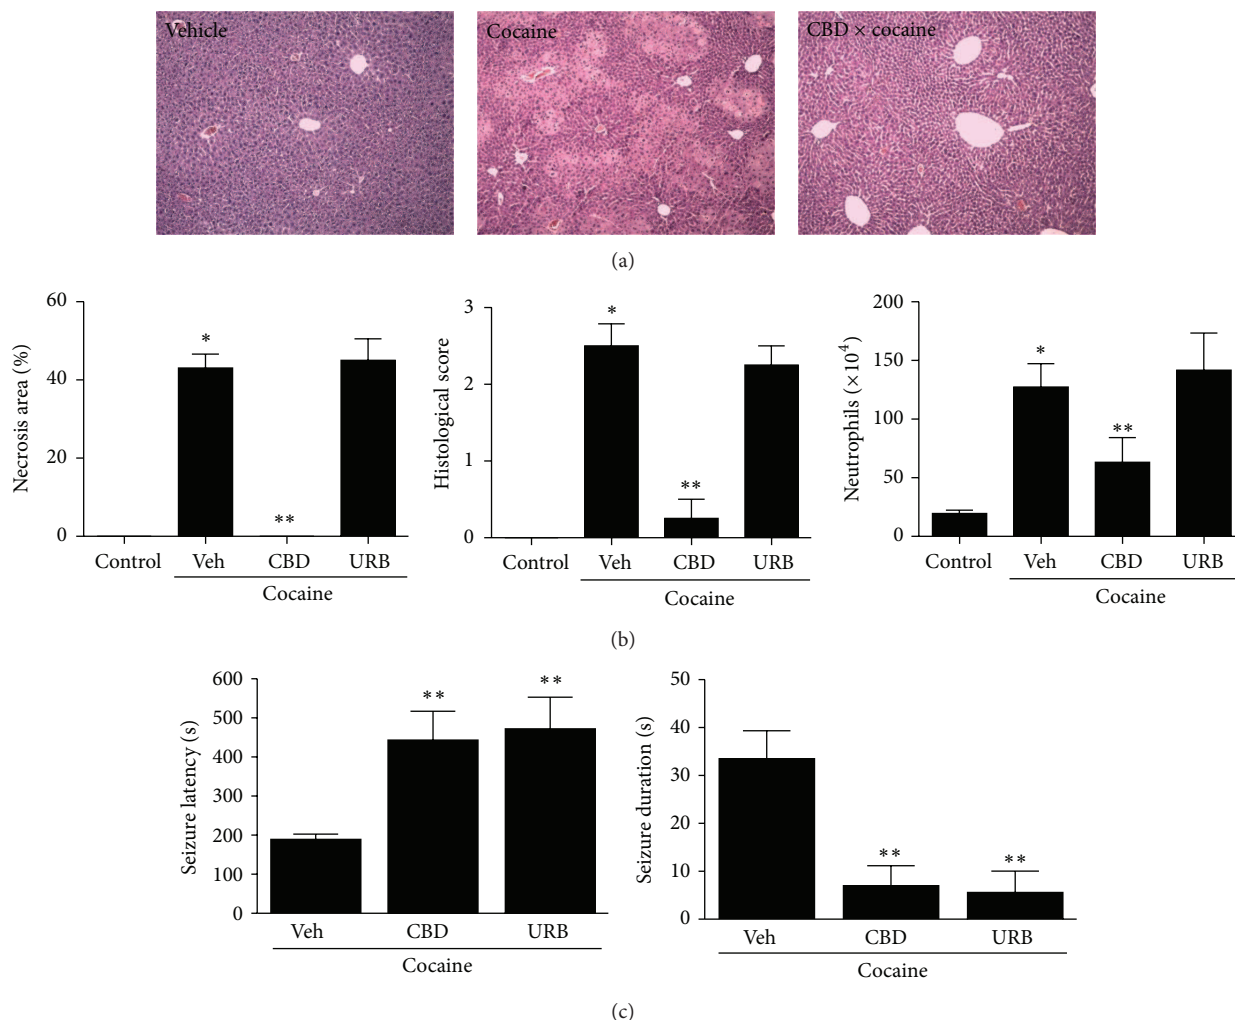 Vehicle Cocaine CBD × cocaine
(a)
Necrosis area (%)
60
40
20
0
*
**
Control Veh CBD URB
Cocaine
Histological score
3
2
1
0
*
**
Control Veh CBD URB
Cocaine
Neutrophils (×10⁴)
200
150
100
50
0
*
**
Control Veh CBD URB
Cocaine
(b)
Seizure latency (s)
600
500
400
300
200
100
0
** **
Veh CBD URB
Cocaine
Seizure duration (s)
50
40
30
20
10
0
** **
Veh CBD URB
Cocaine
(c)